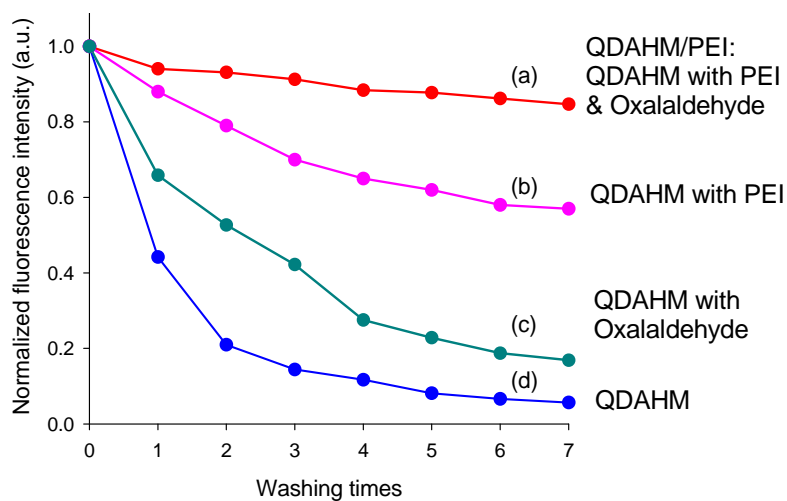 Normalized fluorescence intensity (a.u.)
1.0
0.8
0.6
0.4
0.2
0.0
0 1 2 3 4 5 6 7
Washing times
(a)
QDAHM/PEI:
QDAHM with PEI
& Oxalaldehyde
(b)
QDAHM with PEI
(c)
QDAHM with
Oxalaldehyde
(d)
QDAHM